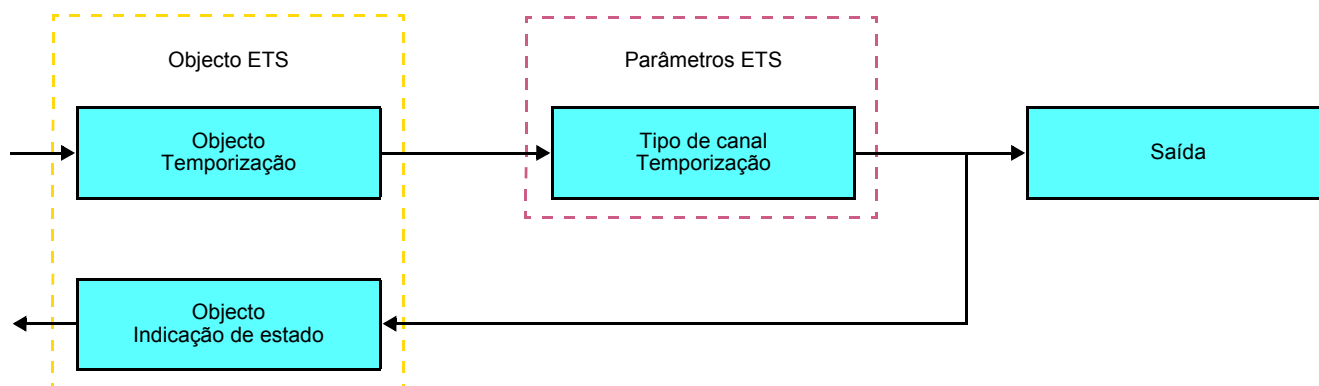 Objecto ETS
Parâmetros ETS
Objecto
Temporização
Tipo de canal
Temporização
Saída
Objecto
Indicação de estado